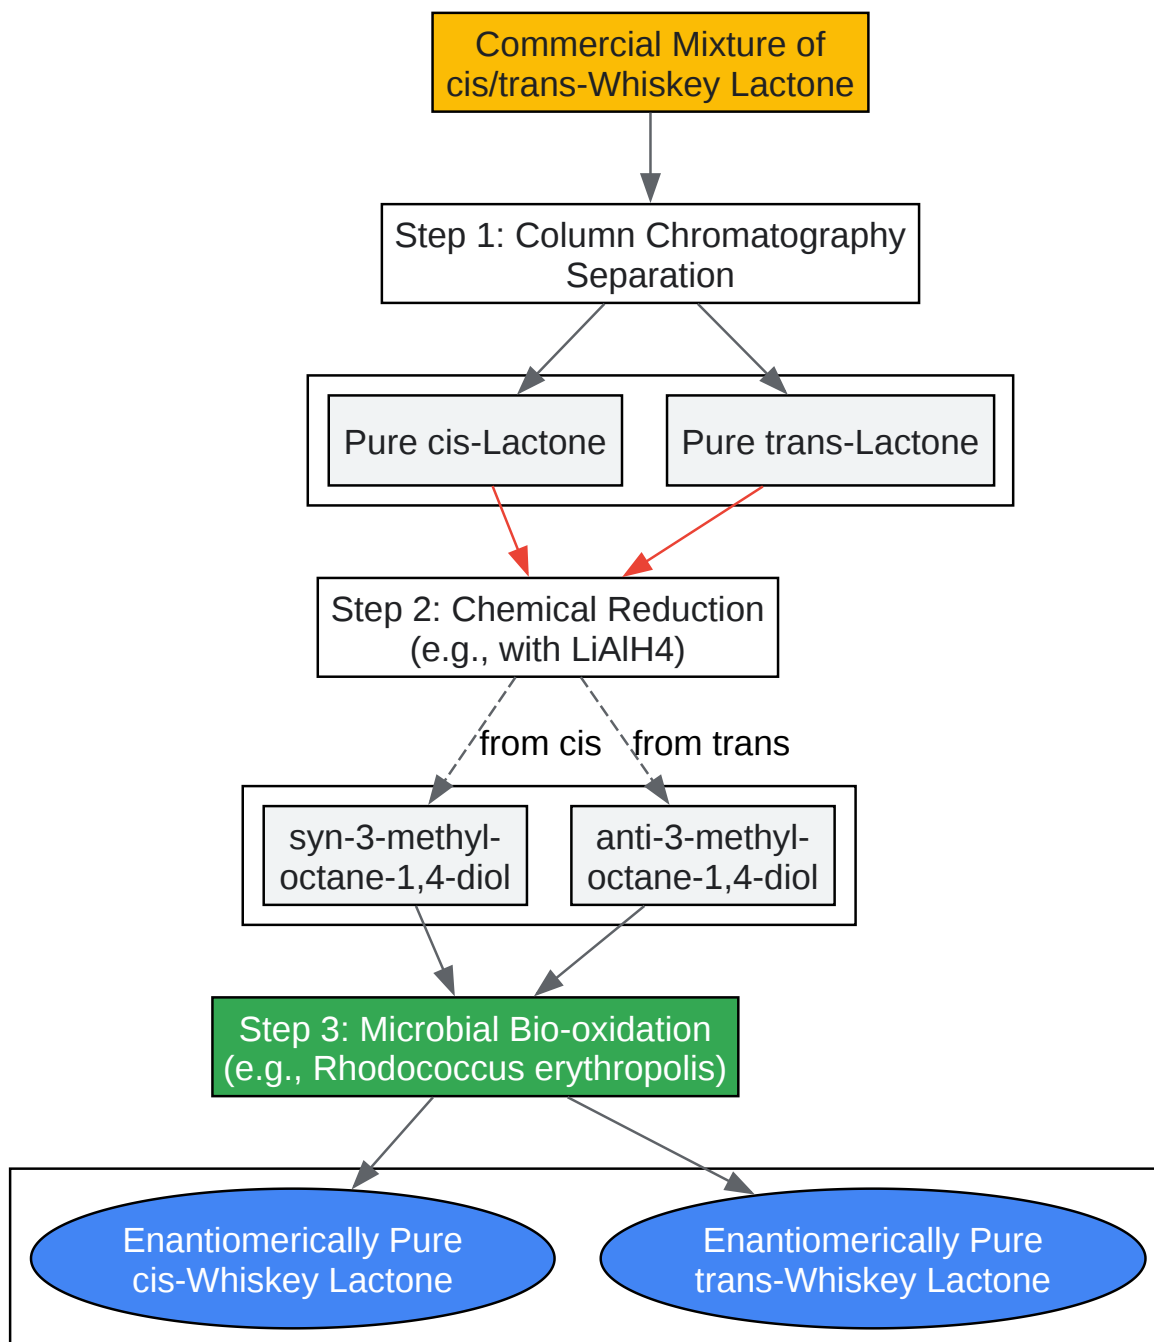 Commercial Mixture of
cis/trans-Whiskey Lactone
Step 1: Column Chromatography
Separation
Pure cis-Lactone
Pure trans-Lactone
Step 2: Chemical Reduction
(e.g., with LiAlH4)
from cis
from trans
syn-3-methyl-
octane-1,4-diol
anti-3-methyl-
octane-1,4-diol
Step 3: Microbial Bio-oxidation
(e.g., Rhodococcus erythropolis)
Enantiomerically Pure
cis-Whiskey Lactone
Enantiomerically Pure
trans-Whiskey Lactone